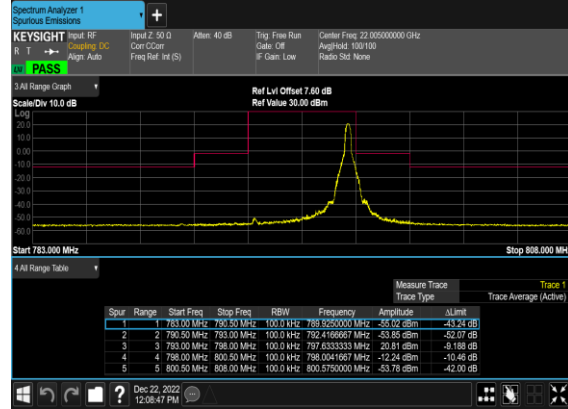 Spectrum Analyzer 1
Spurious Emissions
KEYSIGHT Input: RF Input Z: 50 Ω Atten: 40 dB Trig: Free Run Center Freq: 22.005000000 GHz
R T Coupling: DC Corr CCorr Gate: Off Avg|Hold: 100/100
Align: Auto Freq Ref: Int (S) IF Gain: Low Radio Std: None
PASS
3 All Range Graph
Ref Lvl Offset 7.60 dB
Scale/Div 10.0 dB Ref Value 30.00 dBm
Log
20.0
10.0
0.00
-10.0
-20.0
-30.0
-40.0
-50.0
-60.0
Start 783.000 MHz Stop 808.000 MH
4 All Range Table
Measure Trace Trace 1
Trace Type Trace Average (Active)
Spur Range Start Freq Stop Freq RBW Frequency Amplitude ΔLimit
1 1 783.00 MHz 790.50 MHz 100.0 kHz 789.9250000 MHz -55.02 dBm -43.24 dB
2 2 790.50 MHz 793.00 MHz 100.0 kHz 792.4166667 MHz -53.85 dBm -52.07 dB
3 3 793.00 MHz 798.00 MHz 100.0 kHz 797.6333333 MHz 20.81 dBm -9.188 dB
4 4 798.00 MHz 800.50 MHz 100.0 kHz 798.0041667 MHz -12.24 dBm -10.46 dB
5 5 800.50 MHz 808.00 MHz 100.0 kHz 800.5750000 MHz -53.78 dBm -42.00 dB
? Dec 22, 2022
12:08:47 PM